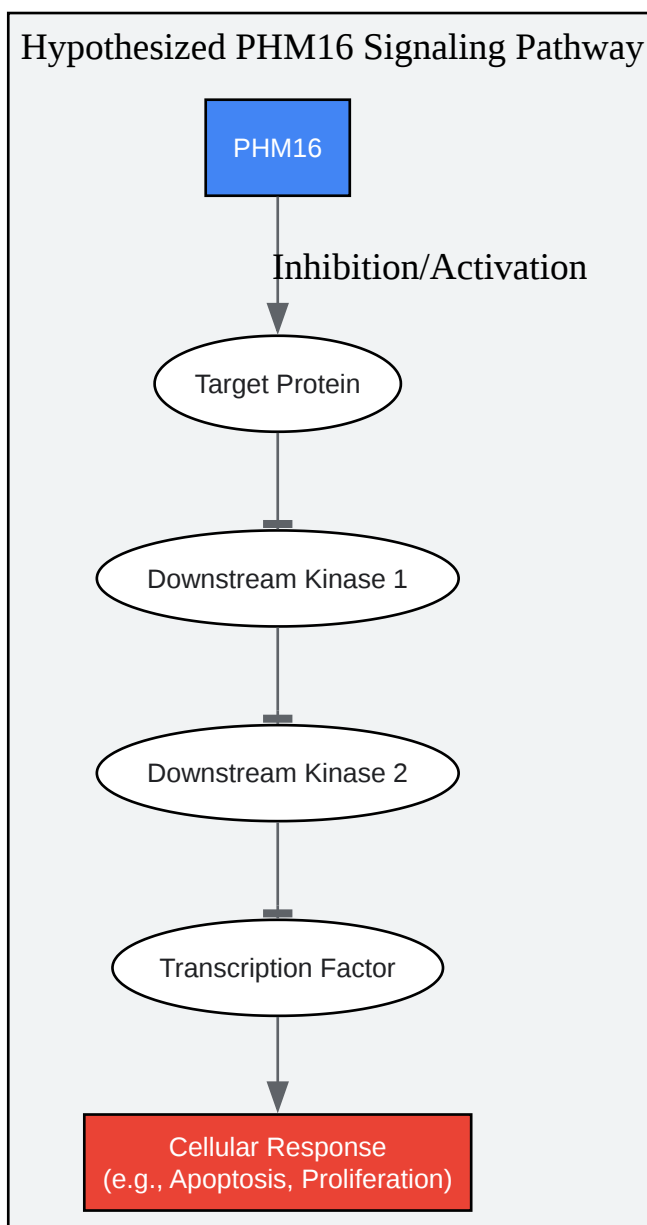 Hypothesized PHM16 Signaling Pathway
PHM16
Inhibition/Activation
Target Protein
Downstream Kinase 1
Downstream Kinase 2
Transcription Factor
Cellular Response
(e.g., Apoptosis, Proliferation)